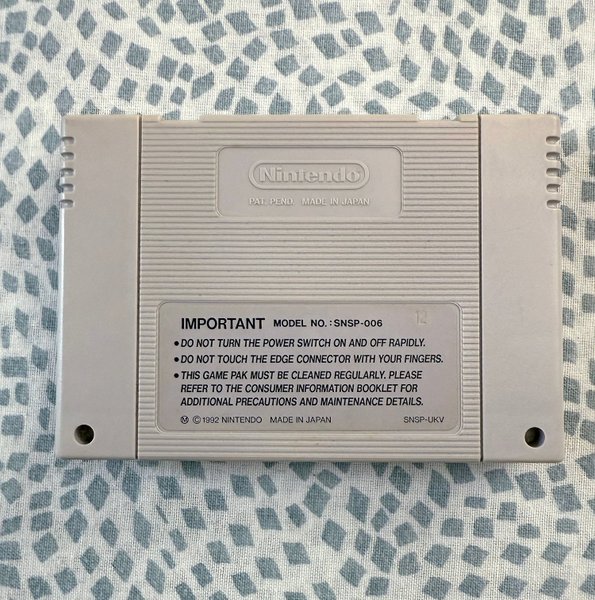 Nintendo
PAT. PEND. MADE IN JAPAN
IMPORTANT MODEL NO. : SNSP-006
12
• DO NOT TURN THE POWER SWITCH ON AND OFF RAPIDLY.
• DO NOT TOUCH THE EDGE CONNECTOR WITH YOUR FINGERS.
• THIS GAME PAK MUST BE CLEANED REGULARLY. PLEASE
REFER TO THE CONSUMER INFORMATION BOOKLET FOR
ADDITIONAL PRECAUTIONS AND MAINTENANCE DETAILS.
Ⓜ © 1992 NINTENDO MADE IN JAPAN SNSP-UKV